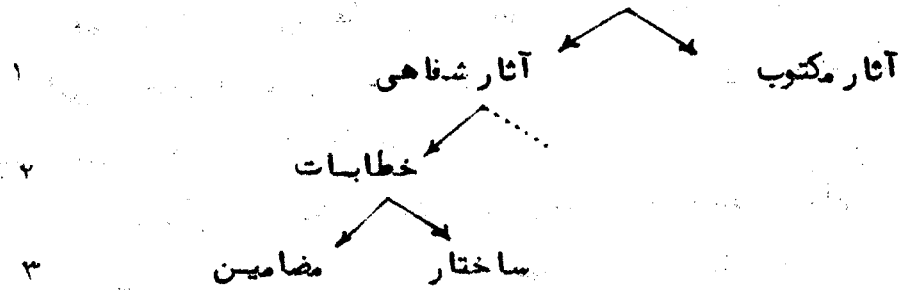 آثار مکتوب آثار شفاهی ۱
خطابات ۲
ساختار مضامین ۳